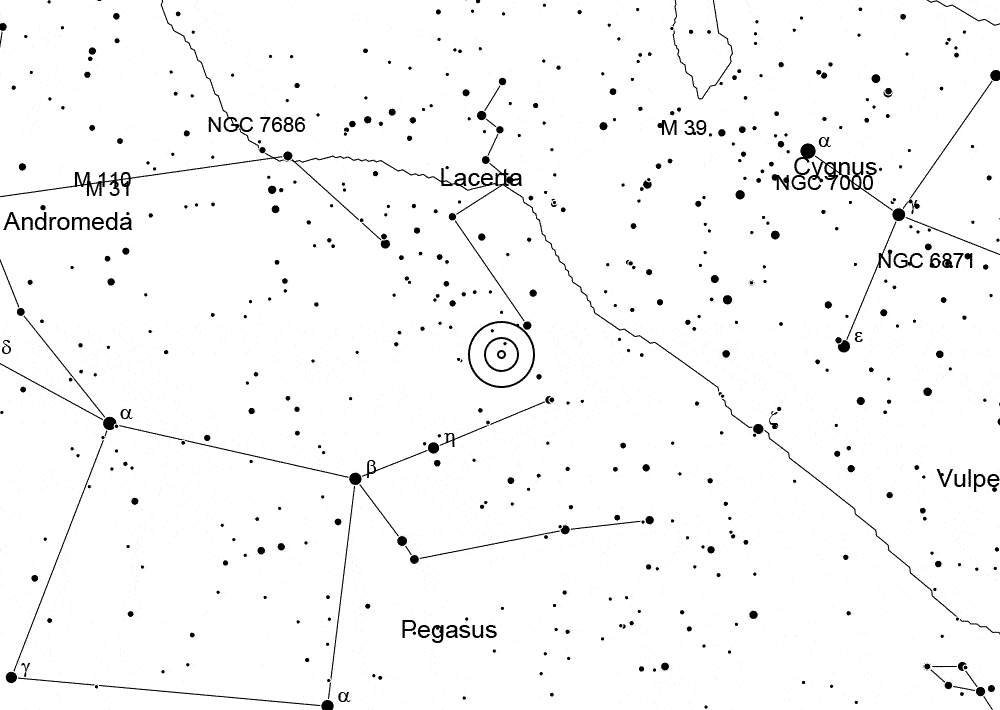 NGC 7686
M 39
α
Cygnus
NGC 7000
M 110
M 31
Lacerta
Andromeda
γ
NGC 6871
ε
δ
α
ζ
η
β
Vulpe
Pegasus
γ
α